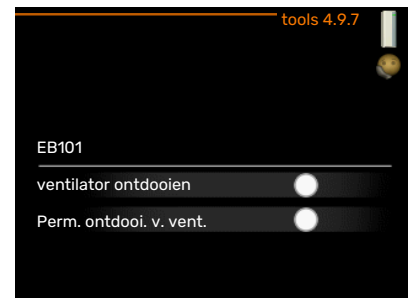 tools 4.9.7
EB101
ventilator ontdooien
Perm. ontdooi. v. vent.